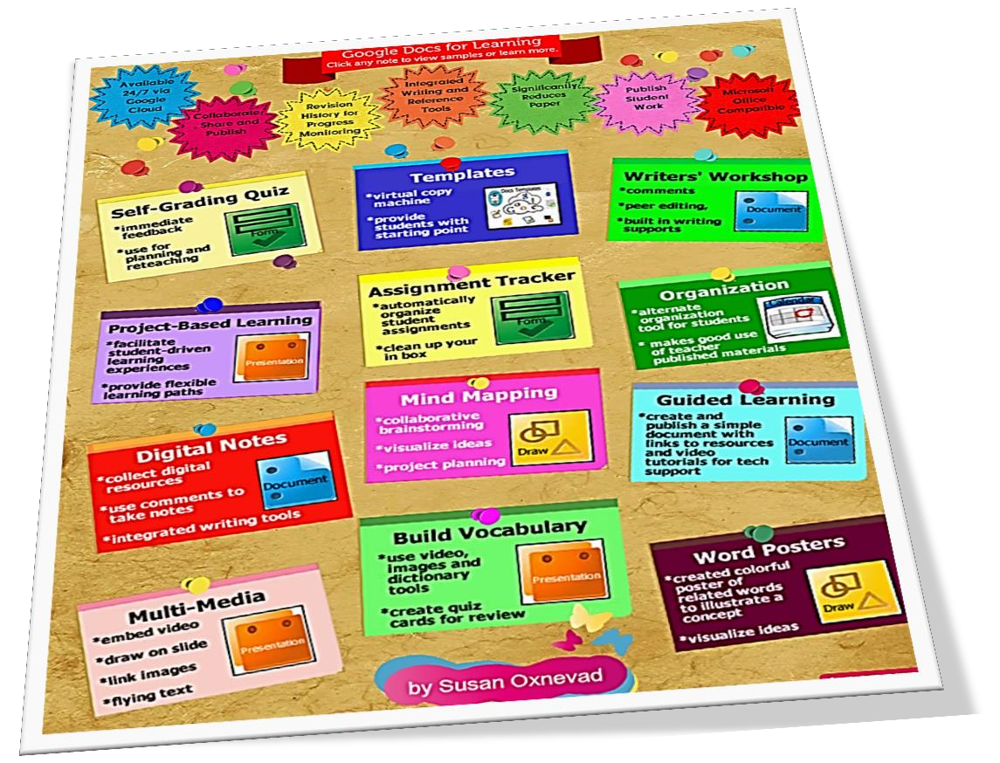 Google Docs for Learning
Click any note to view samples or learn more.
Available
24/7 via
Google
Cloud
Collaborate,
Share and
Publish
Revision
History for
Progress
Monitoring
Integrated
Writing and
Reference
Tools
Significantly
Reduces
Paper
Publish
Student
Work
Microsoft
Office
Compatible
Self-Grading Quiz
*immediate
feedback
*use for
planning and
reteaching
Form
Templates
*virtual copy
machine
*provide
students with
starting point
Docs Templates
Writers' Workshop
*comments
*peer editing,
*built in writing
supports
Document
Project-Based Learning
*facilitate
student-driven
learning
experiences
*provide flexible
learning paths
Presentation
Assignment Tracker
*automatically
organize
student
assignments
*clean up your
in box
Form
Organization
*alternate
organization
tool for students
* makes good use
of teacher
published materials
Calendar
Digital Notes
*collect digital
resources
*use comments to
take notes
*integrated writing tools
Document
Mind Mapping
*collaborative
brainstorming
*visualize ideas
*project planning
Draw
Guided Learning
*create and
publish a simple
document with
links to resources
and video
tutorials for tech
support
Document
Multi-Media
*embed video
*draw on slide
*link images
*flying text
Presentation
Build Vocabulary
*use video,
images and
dictionary
tools
*create quiz
cards for review
Presentation
Word Posters
*created colorful
poster of
related words
to illustrate a
concept
*visualize ideas
Draw
by Susan Oxnevad